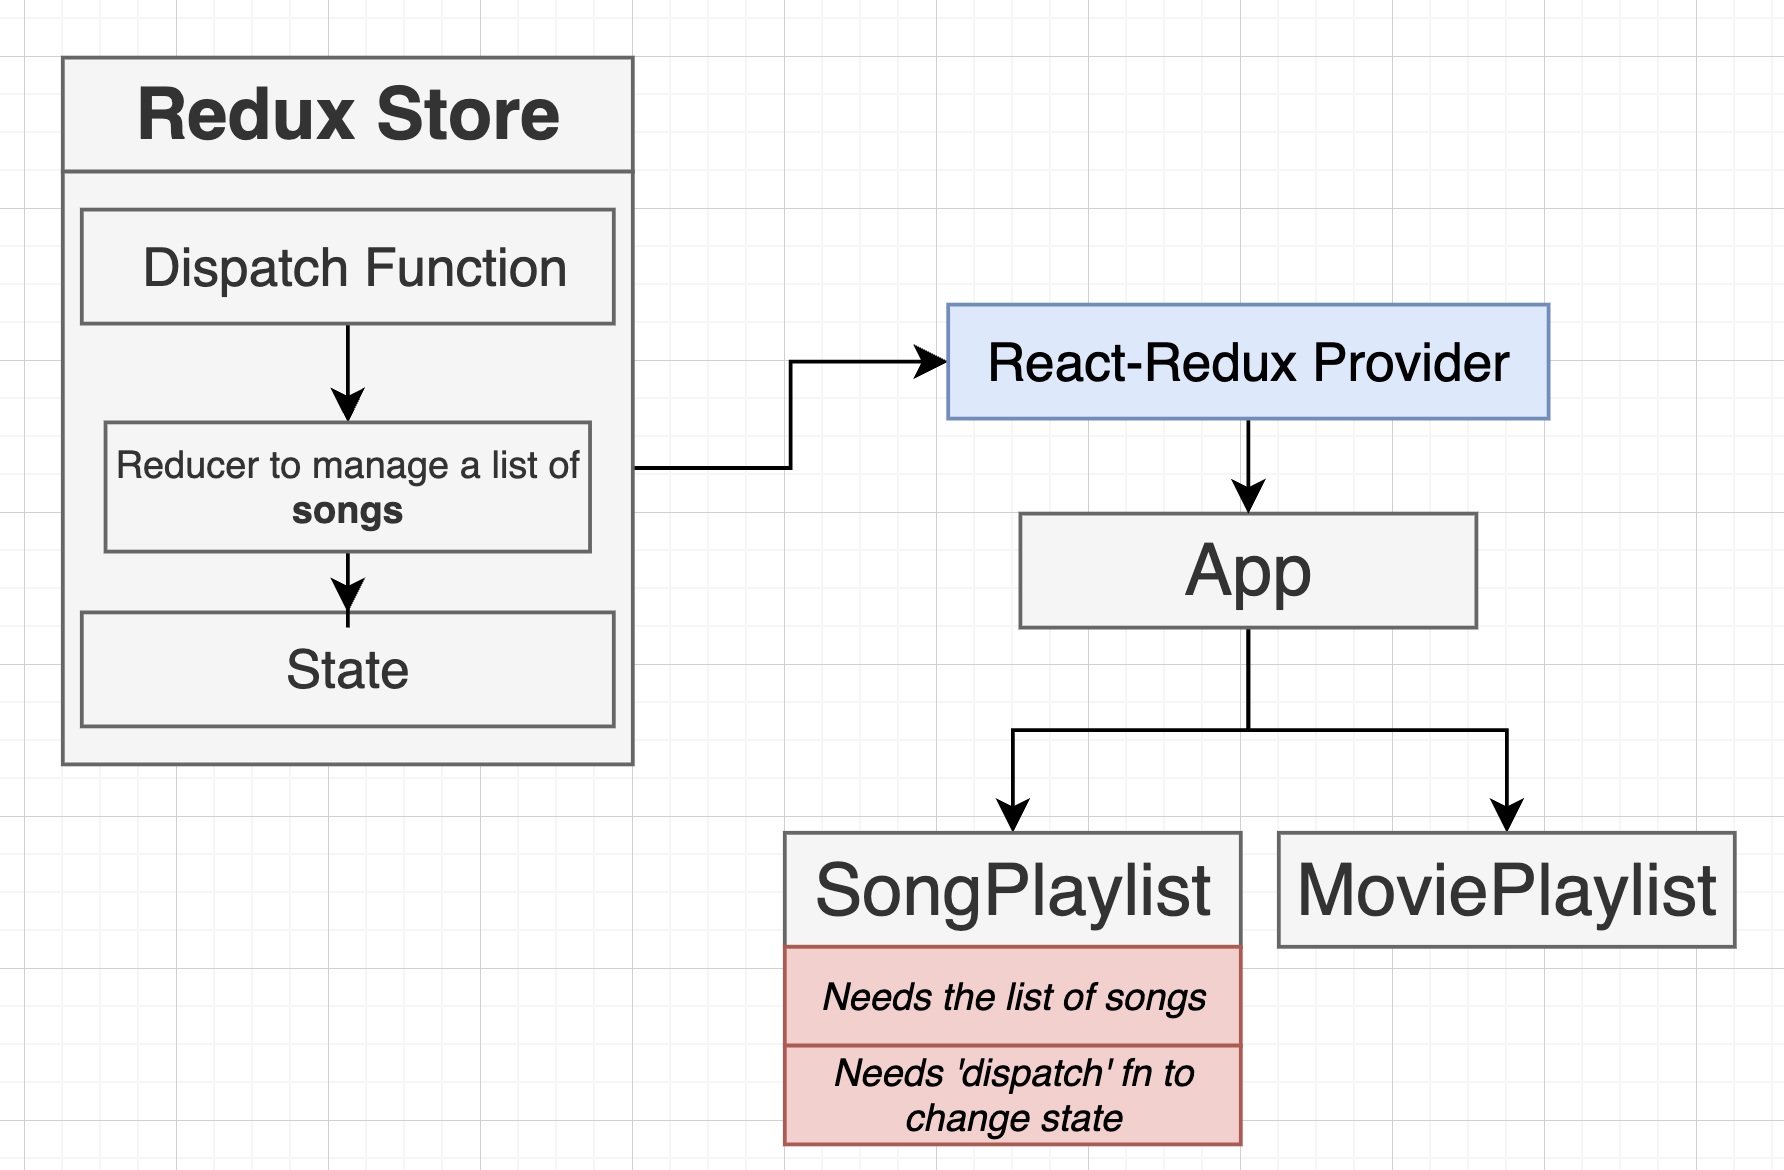 Redux Store
Dispatch Function
Reducer to manage a list of
songs
State
React-Redux Provider
App
SongPlaylist
Needs the list of songs
Needs 'dispatch' fn to
change state
MoviePlaylist